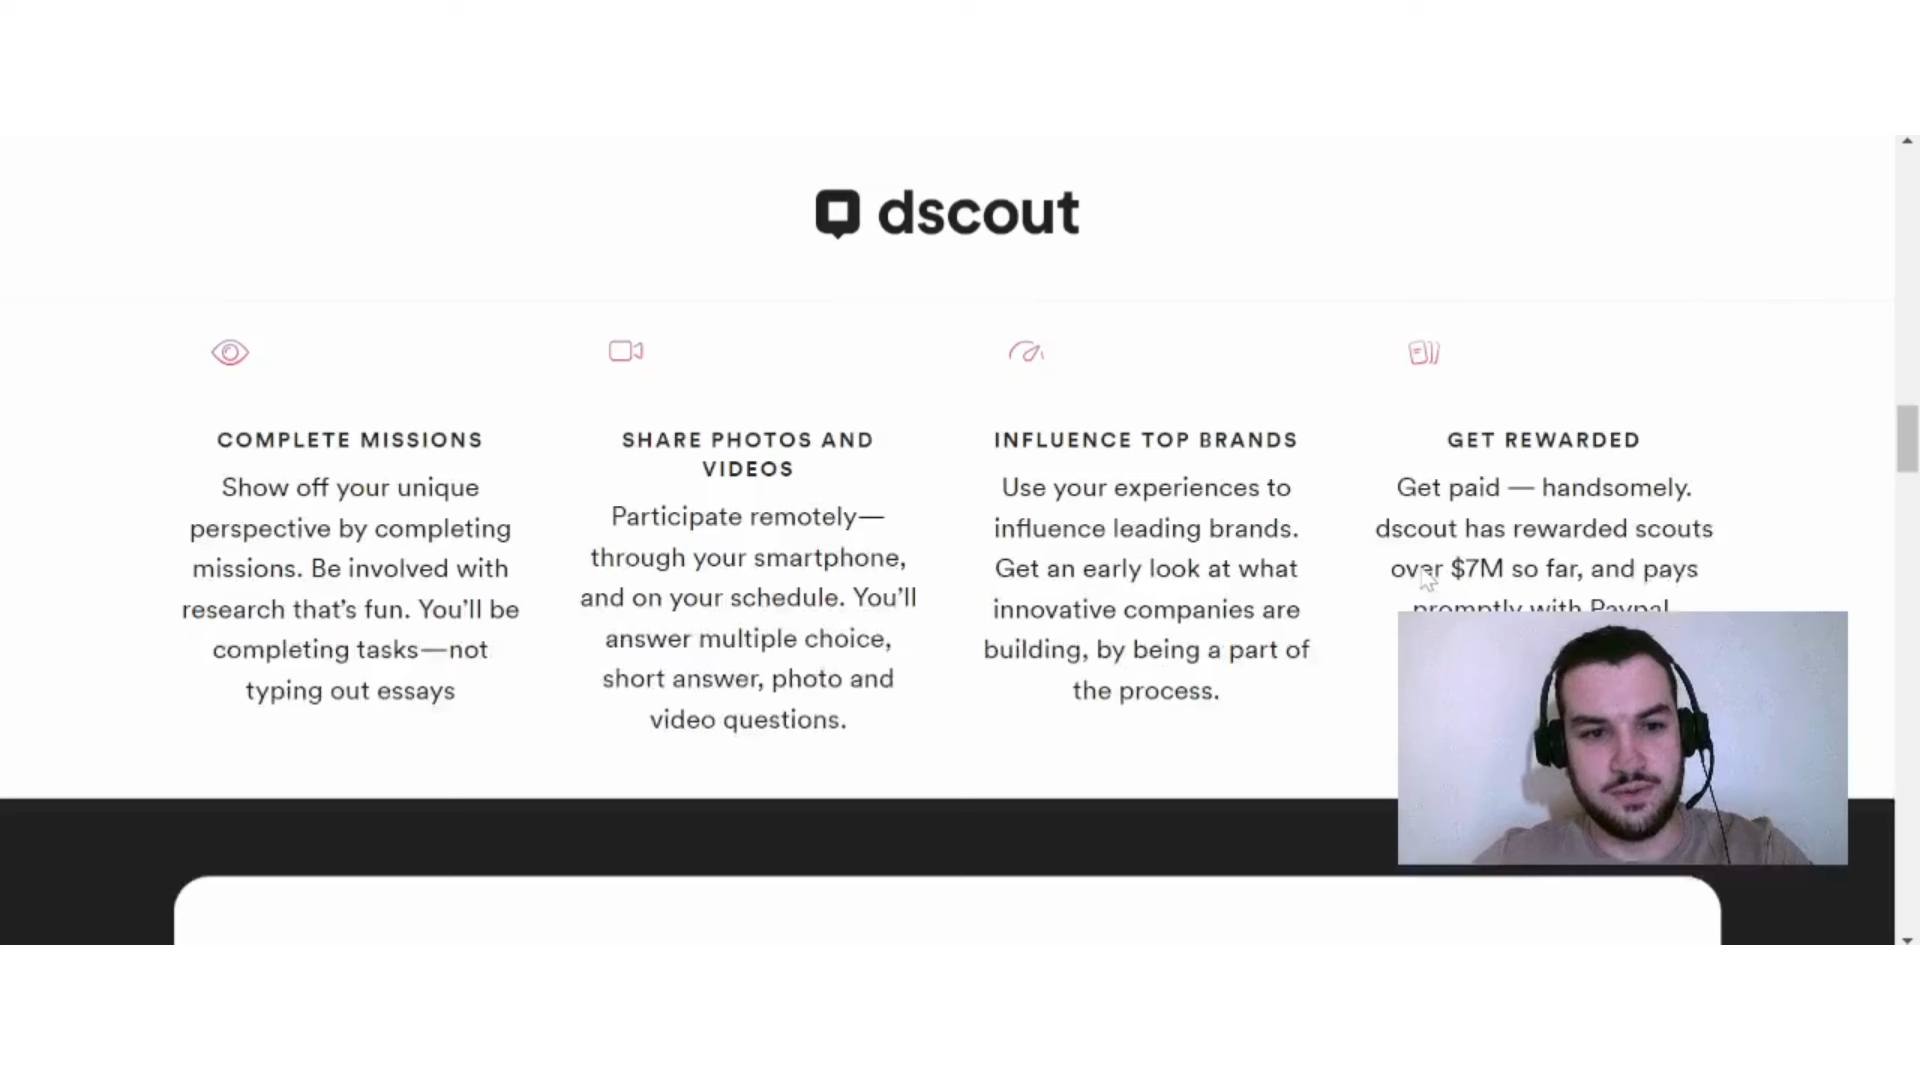 dscout
COMPLETE MISSIONS
Show off your unique
perspective by completing
missions. Be involved with
research that’s fun. You’ll be
completing tasks—not
typing out essays
SHARE PHOTOS AND
VIDEOS
Participate remotely—
through your smartphone,
and on your schedule. You’ll
answer multiple choice,
short answer, photo and
video questions.
INFLUENCE TOP BRANDS
Use your experiences to
influence leading brands.
Get an early look at what
innovative companies are
building, by being a part of
the process.
GET REWARDED
Get paid — handsomely.
dscout has rewarded scouts
over $7M so far, and pays
promptly with Paypal